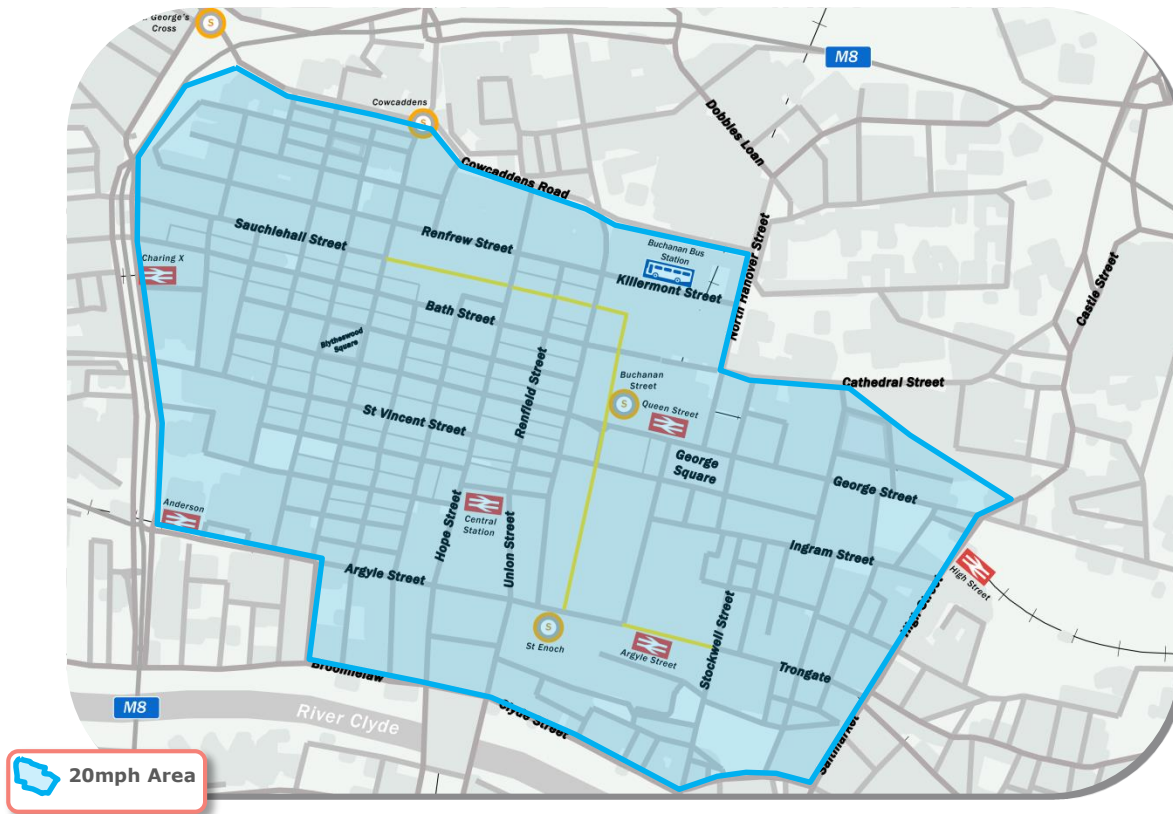 . George's
Cross
S
M8
Cowcaddens
S
Dobbies Loan
Cowcaddens Road
North Hanover Street
Sauchiehall Street
Renfrew Street
Buchanan Bus
Station
Charing X
Killermont Street
Castle Street
Bath Street
Blythswood
Square
Renfield Street
Buchanan
Street
S
Queen Street
Cathedral Street
St Vincent Street
George
Square
George Street
Anderson
Central
Station
Hope Street
Union Street
Ingram Street
High Street
High Street
Argyle Street
Stockwell Street
S
St Enoch
Argyle Street
Trongate
Broomielaw
Clyde Street
Saltmarket
M8
River Clyde
20mph Area